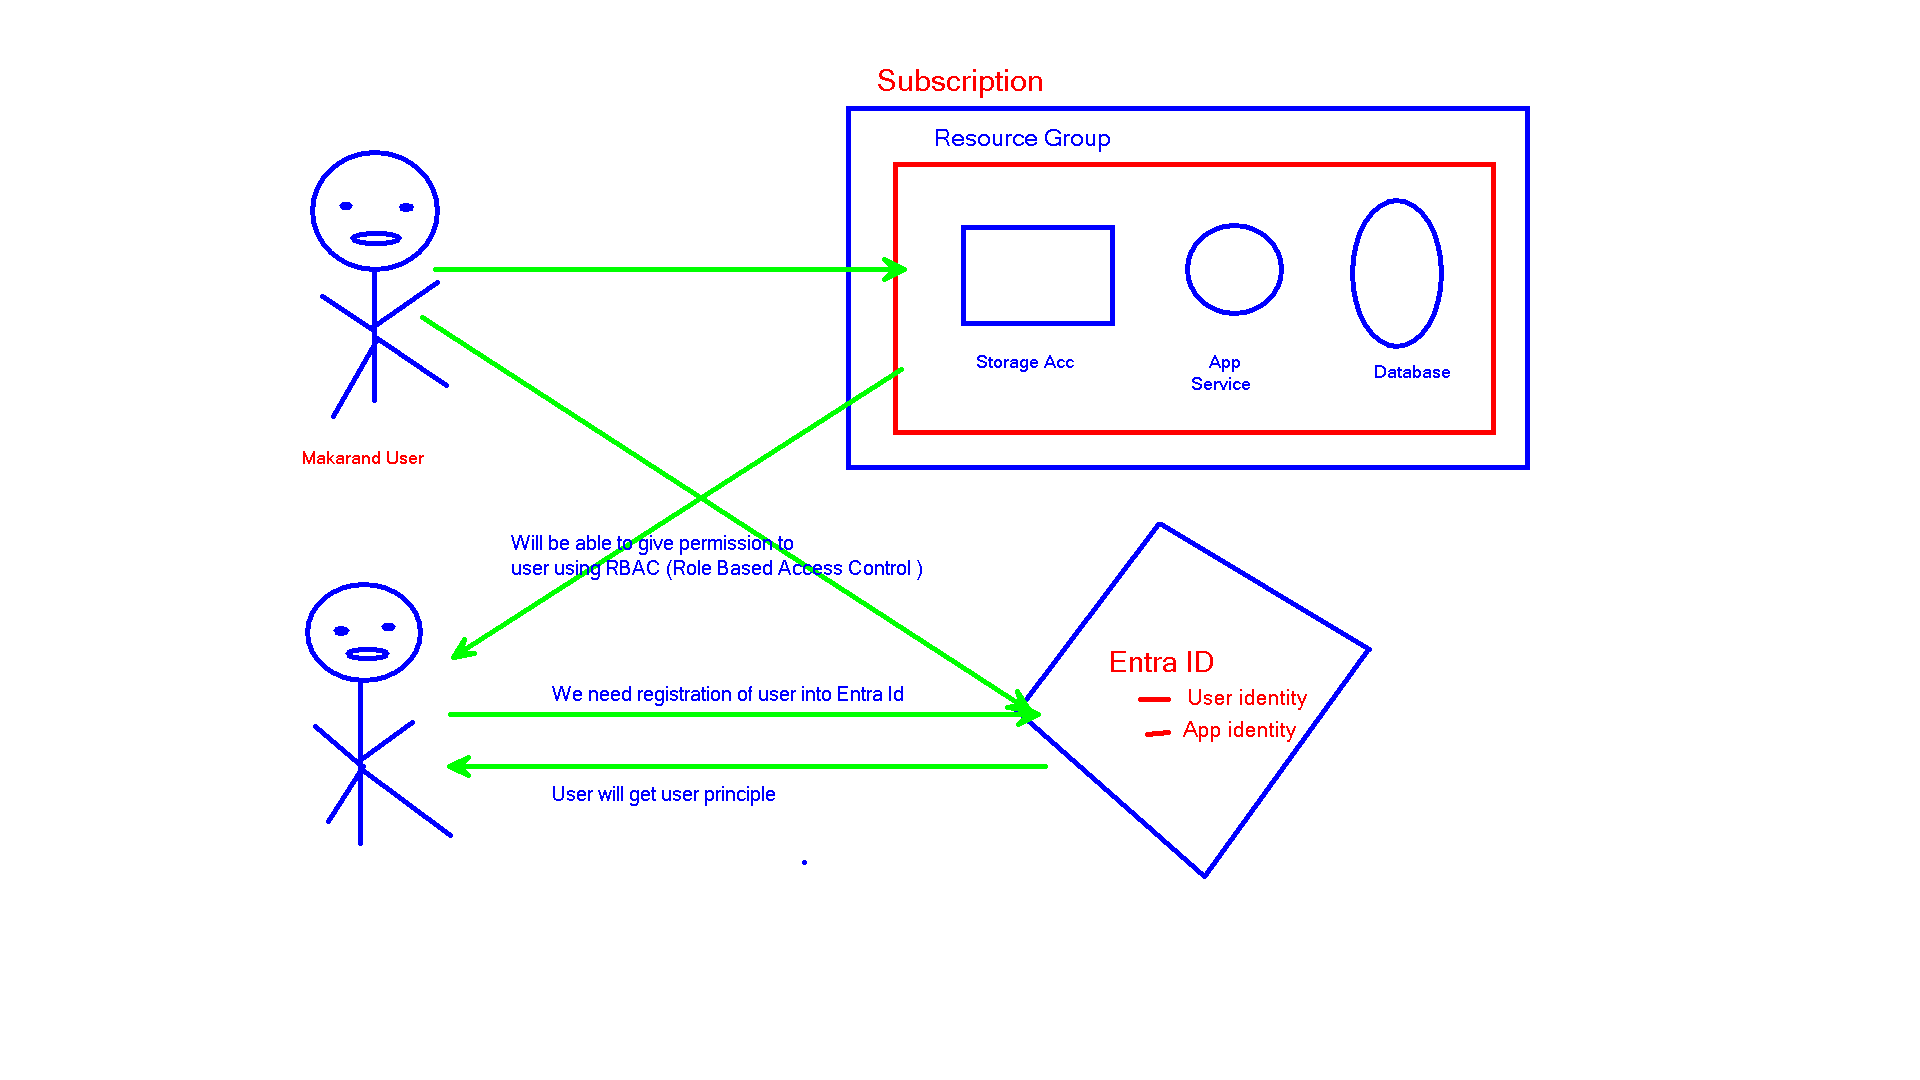 Subscription
Resource Group
Storage Acc
App
Service
Database
Makarand User
Will be able to give permission to
user using RBAC (Role Based Access Control )
Entra ID
User identity
App identity
We need registration of user into Entra Id
User will get user principle